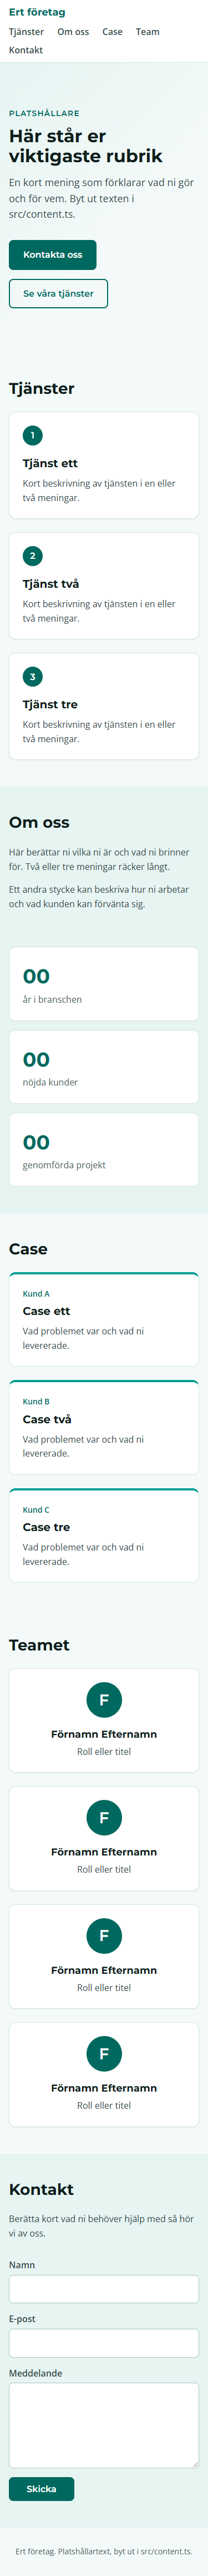 Ert företag
Tjänster Om oss Case Team
Kontakt
PLATSHÅLLARE
Här står er
viktigaste rubrik
En kort mening som förklarar vad ni gör
och för vem. Byt ut texten i
src/content.ts.
Kontakta oss
Se våra tjänster
Tjänster
1
Tjänst ett
Kort beskrivning av tjänsten i en eller
två meningar.
2
Tjänst två
Kort beskrivning av tjänsten i en eller
två meningar.
3
Tjänst tre
Kort beskrivning av tjänsten i en eller
två meningar.
Om oss
Här berättar ni vilka ni är och vad ni brinner
för. Två eller tre meningar räcker långt.
Ett andra stycke kan beskriva hur ni arbetar
och vad kunden kan förvänta sig.
00
år i branschen
00
nöjda kunder
00
genomförda projekt
Case
Kund A
Case ett
Vad problemet var och vad ni
levererade.
Kund B
Case två
Vad problemet var och vad ni
levererade.
Kund C
Case tre
Vad problemet var och vad ni
levererade.
Teamet
F
Förnamn Efternamn
Roll eller titel
F
Förnamn Efternamn
Roll eller titel
F
Förnamn Efternamn
Roll eller titel
F
Förnamn Efternamn
Roll eller titel
Kontakt
Berätta kort vad ni behöver hjälp med så hör
vi av oss.
Namn
E-post
Meddelande
Skicka
Ert företag. Platshållartext, byt ut i src/content.ts.